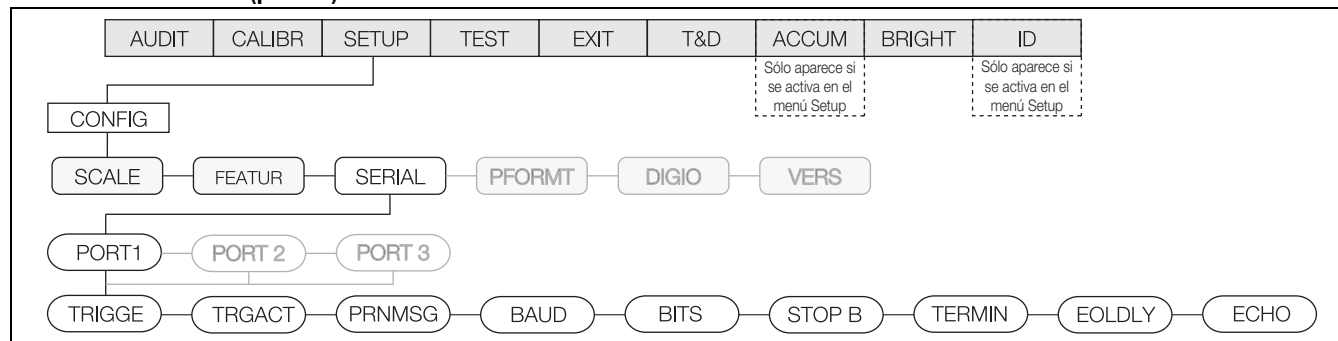 AUDIT CALIBR SETUP TEST EXIT T&D ACCUM BRIGHT ID
Sólo aparece si
se activa en el
menú Setup
Sólo aparece si
se activa en el
menú Setup
CONFIG
SCALE FEATUR SERIAL PFORMT DIGIO VERS
PORT1 PORT 2 PORT 3
TRIGGE TRGACT PRNMSG BAUD BITS STOP B TERMIN EOLDLY ECHO